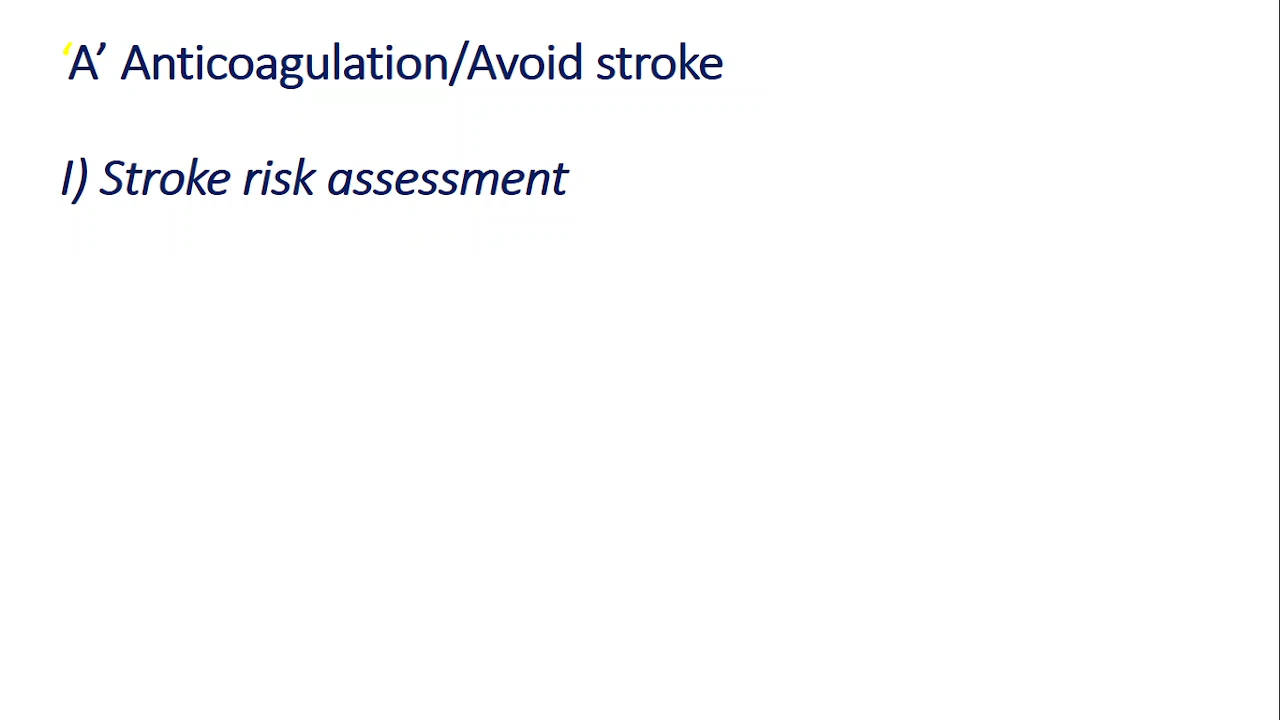 ‘A’ Anticoagulation/Avoid stroke
I) Stroke risk assessment